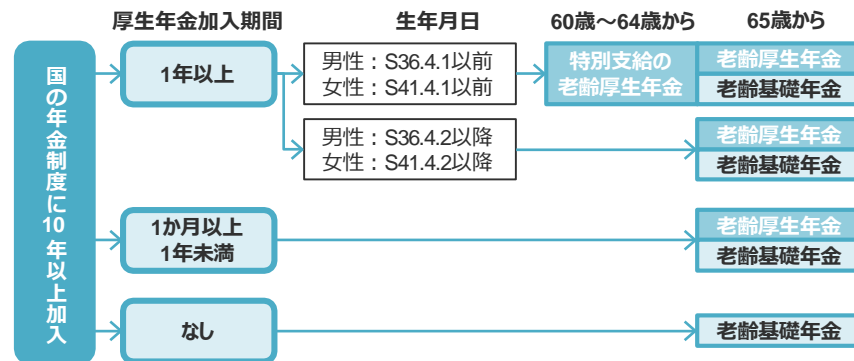 厚生年金加入期間
生年月日
60歳～64歳から
65歳から
国の年金制度に10年以上加入
1年以上
男性：S36.4.1以前
女性：S41.4.1以前
特別支給の
老齢厚生年金
老齢厚生年金
老齢基礎年金
男性：S36.4.2以降
女性：S41.4.2以降
老齢厚生年金
老齢基礎年金
1か月以上
1年未満
老齢厚生年金
老齢基礎年金
なし
老齢基礎年金